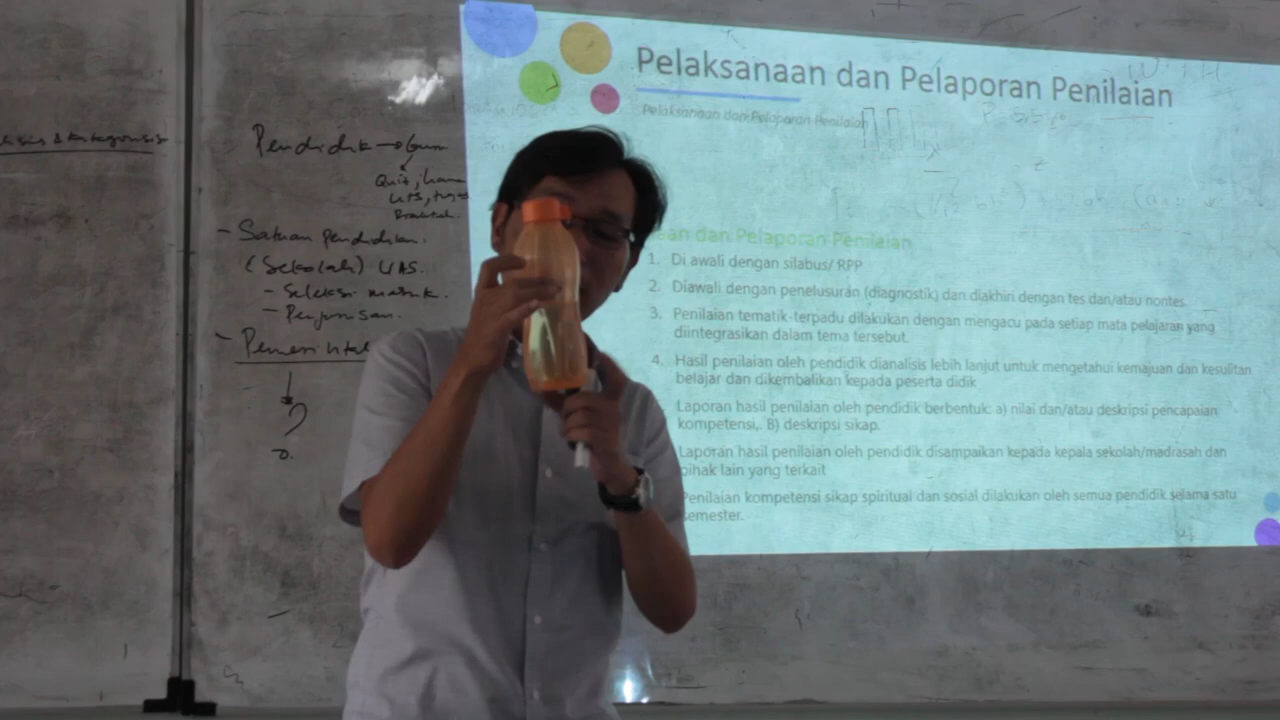 Pelaksanaan dan Pelaporan Penilaian
Pelaksanaan dan Pelaporan Penilaian
dan Pelaporan Penilaian
1. Di awali dengan silabus/ RPP
2. Diawali dengan penelusuran (diagnostik) dan diakhiri dengan tes dan/atau nontes.
3. Penilaian tematik-terpadu dilakukan dengan mengacu pada setiap mata pelajaran yang
diintegrasikan dalam tema tersebut.
4. Hasil penilaian oleh pendidik dianalisis lebih lanjut untuk mengetahui kemajuan dan kesulitan
belajar dan dikembalikan kepada peserta didik
Laporan hasil penilaian oleh pendidik berbentuk: a) nilai dan/atau deskripsi pencapaian
kompetensi,. B) deskripsi sikap.
Laporan hasil penilaian oleh pendidik disampaikan kepada kepala sekolah/madrasah dan
pihak lain yang terkait
Penilaian kompetensi sikap spiritual dan sosial dilakukan oleh semua pendidik selama satu
semester.
Pendidik → Guru
UTS,
- Satuan pendidikan.
(Sekolah) UAS.
- Seleksi masuk.
- Penjurusan.